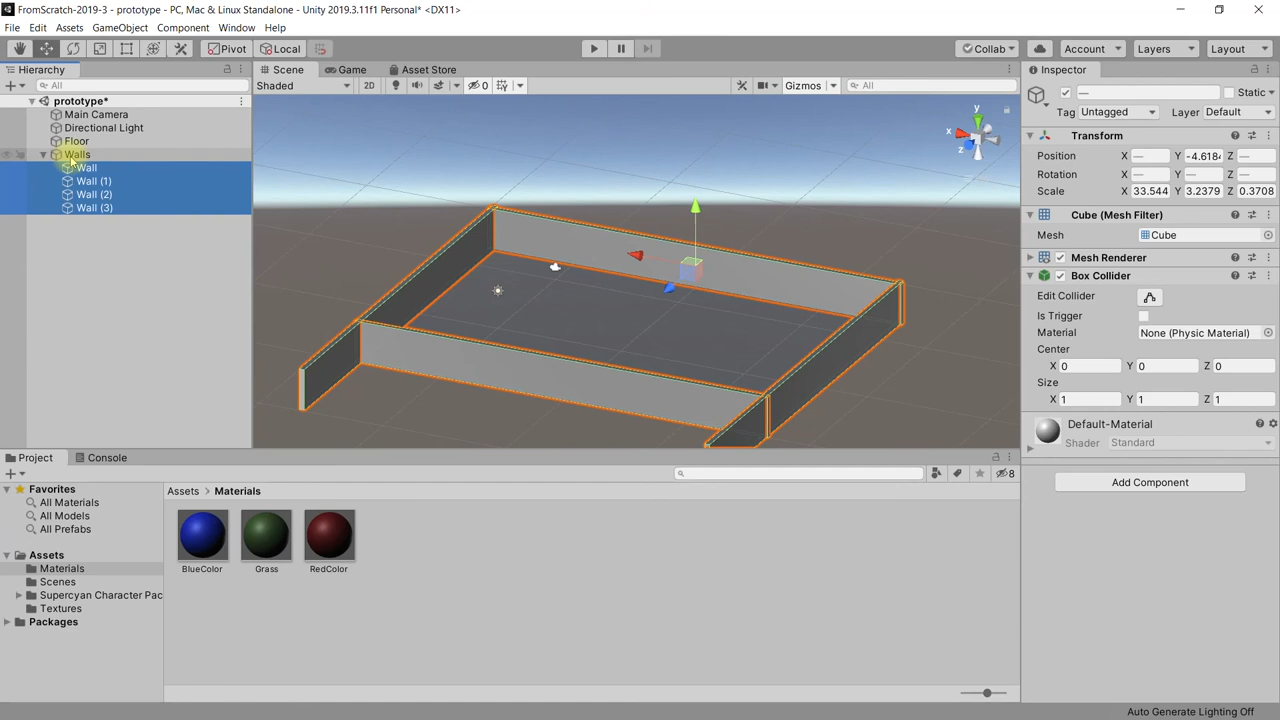 FromScratch-2019-3 - prototype - PC, Mac & Linux Standalone - Unity 2019.3.11f1 Personal* <DX11>
File Edit Assets GameObject Component Window Help
Pivot Local Collab Account Layers Layout
Hierarchy
All
prototype*
Main Camera
Directional Light
Floor
Walls
Wall
Wall (1)
Wall (2)
Wall (3)
Scene Game Asset Store
Shaded 2D 0 Gizmos All
y
x
z
Inspector
— Static
Tag Untagged Layer Default
Transform
Position X — Y -4.618 Z —
Rotation X — Y — Z —
Scale X 33.544 Y 3.2379 Z 0.3708
Cube (Mesh Filter)
Mesh Cube
Mesh Renderer
Box Collider
Edit Collider
Is Trigger
Material None (Physic Material)
Center
X 0 Y 0 Z 0
Size
X 1 Y 1 Z 1
Default-Material
Shader Standard
Add Component
Project Console
8
Favorites
All Materials
All Models
All Prefabs
Assets
Materials
Scenes
Supercyan Character Pac
Textures
Packages
Assets > Materials
BlueColor Grass RedColor
Auto Generate Lighting Off